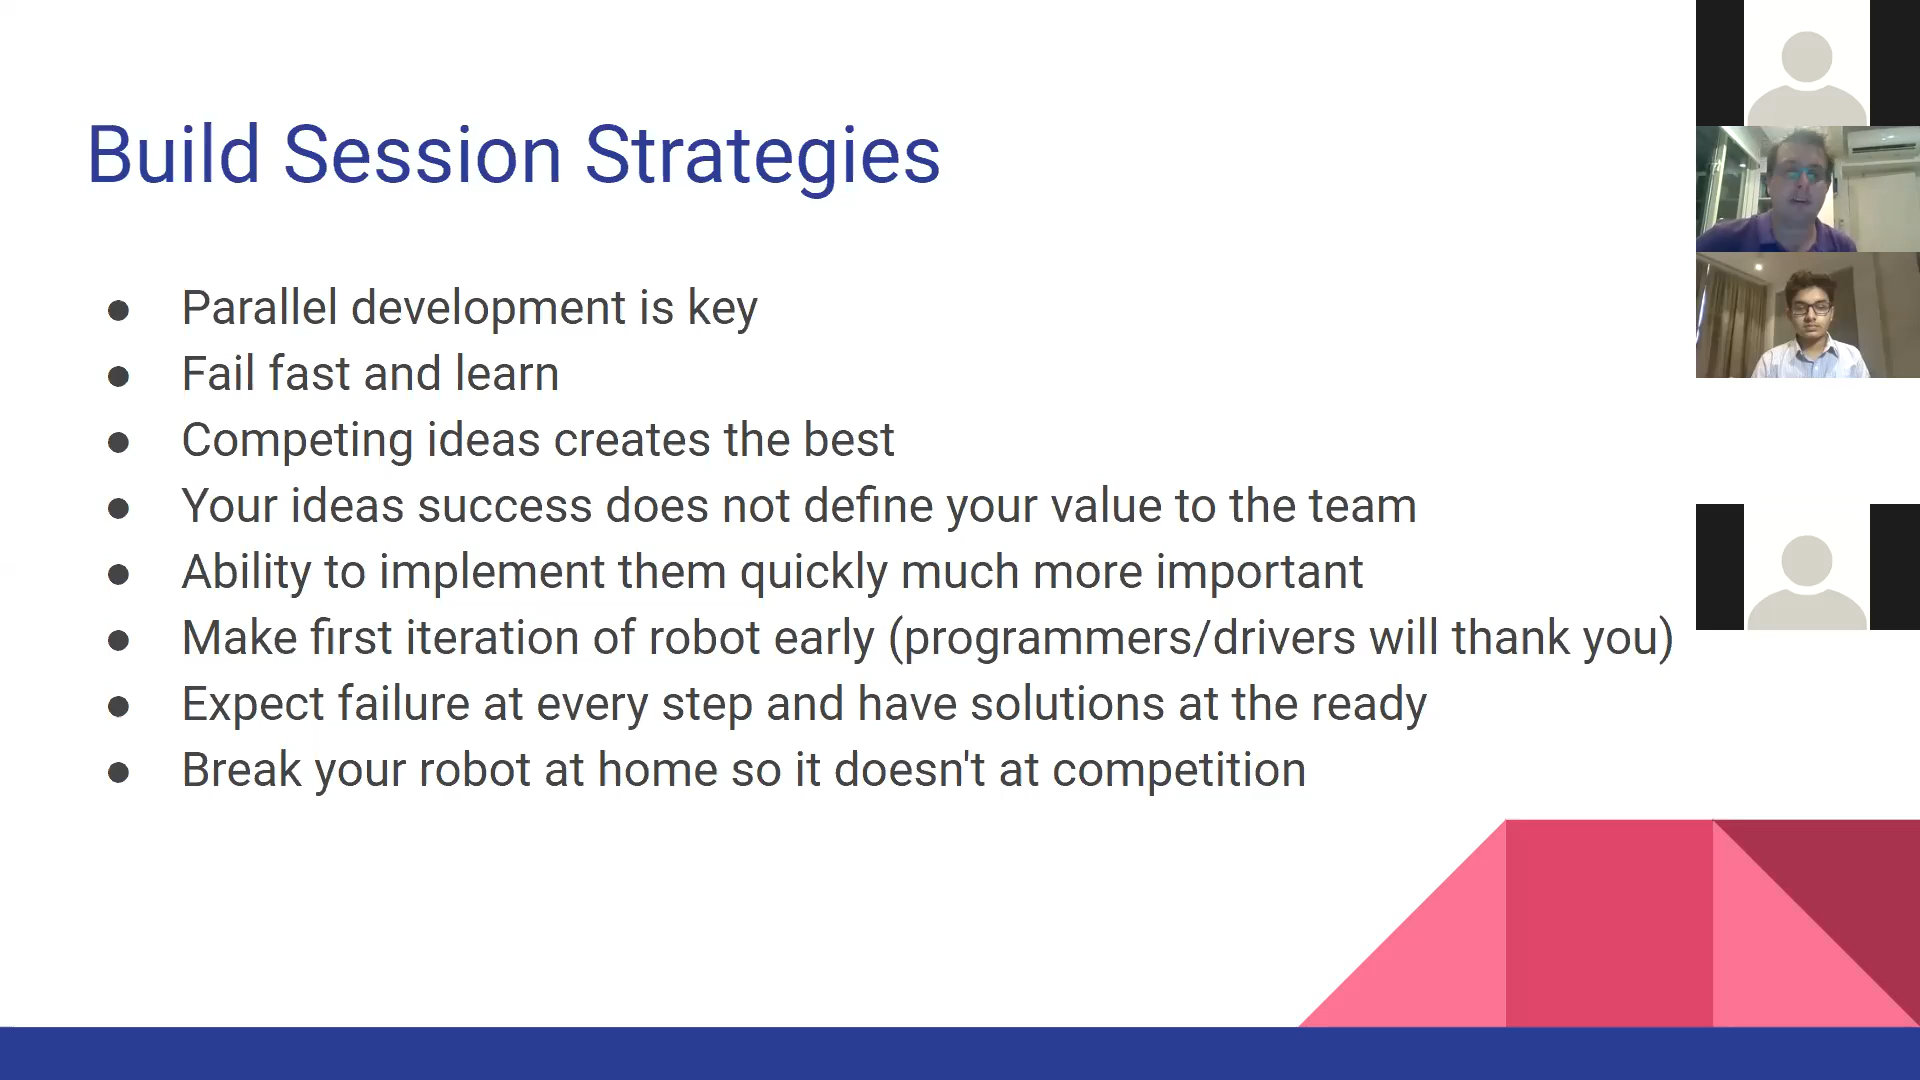 Build Session Strategies
● Parallel development is key
● Fail fast and learn
● Competing ideas creates the best
● Your ideas success does not define your value to the team
● Ability to implement them quickly much more important
● Make first iteration of robot early (programmers/drivers will thank you)
● Expect failure at every step and have solutions at the ready
● Break your robot at home so it doesn't at competition